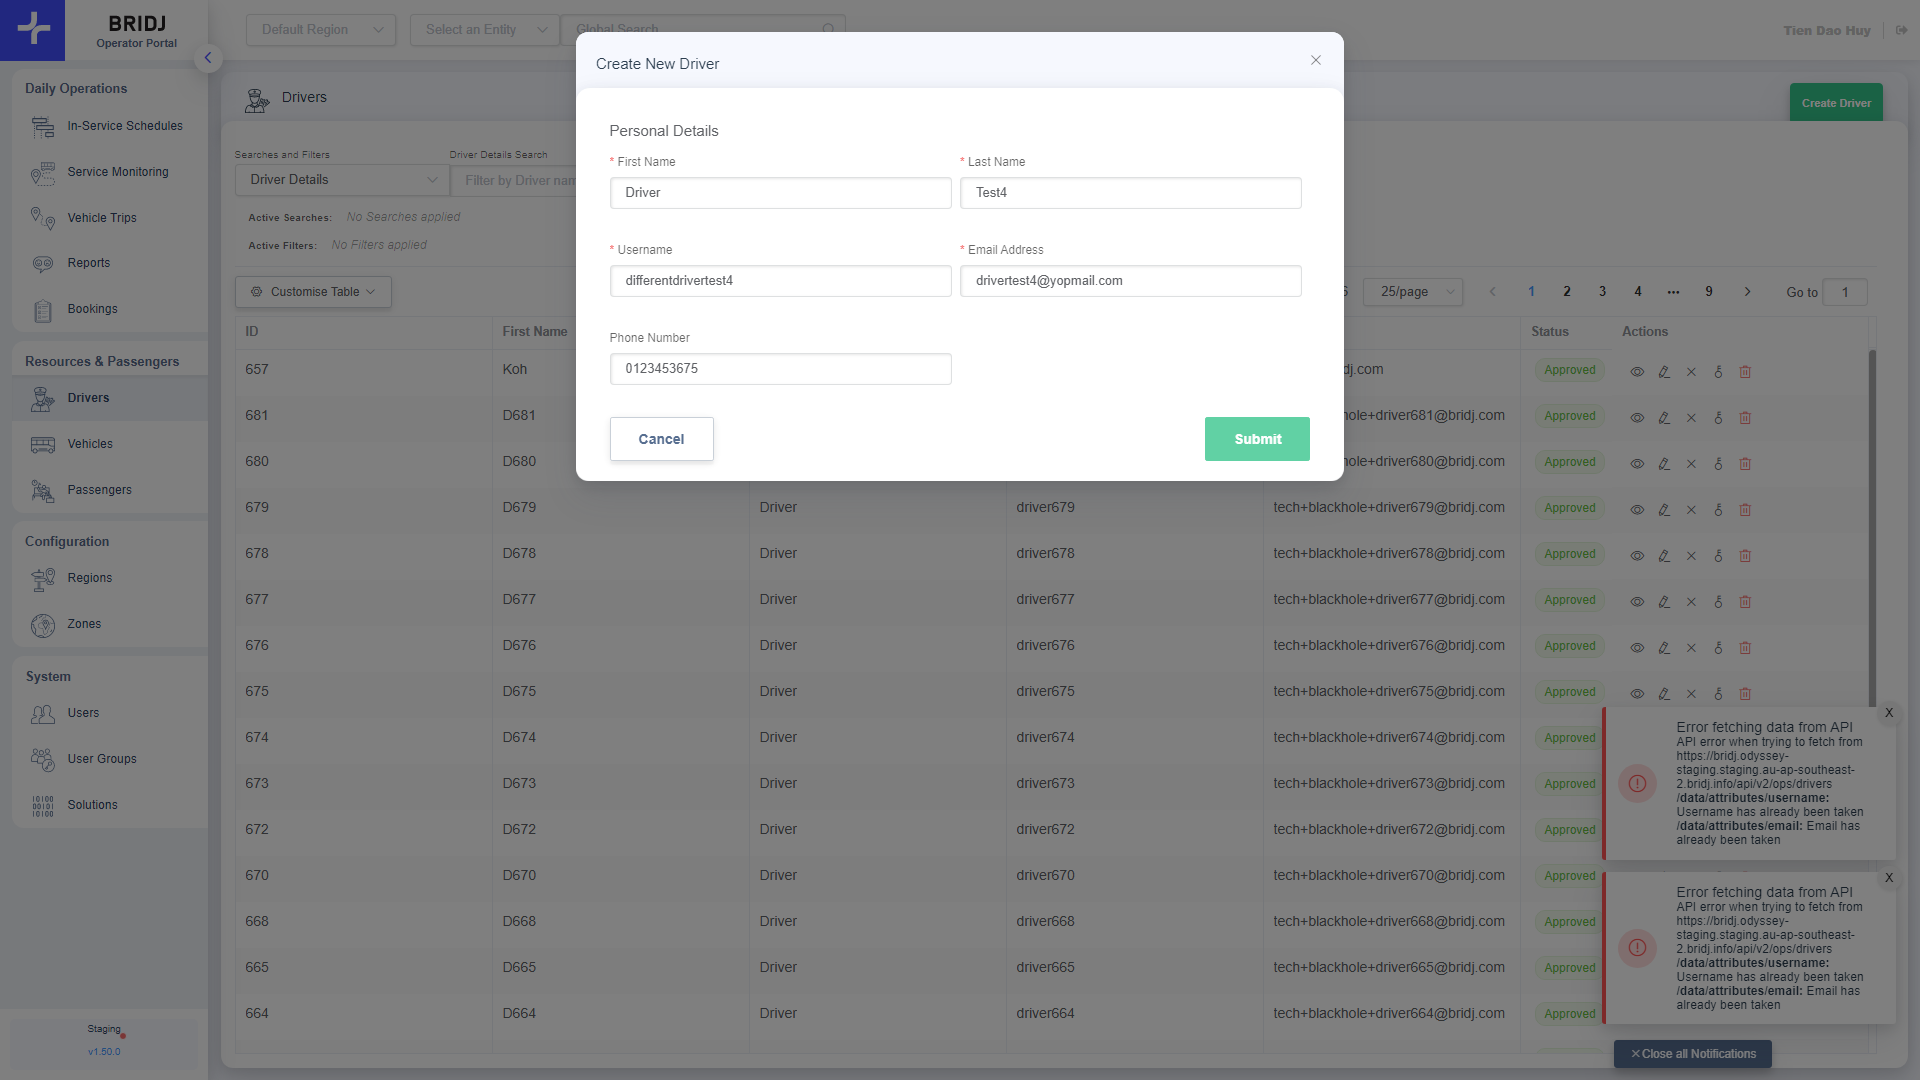 BRIDJ
Operator Portal
Default Region
Select an Entity
Global Search
Tien Dao Huy
Daily Operations
In-Service Schedules
Service Monitoring
Vehicle Trips
Reports
Bookings
Resources & Passengers
Drivers
Vehicles
Passengers
Configuration
Regions
Zones
System
Users
User Groups
Solutions
Staging
v1.50.0
Drivers
Create Driver
Searches and Filters
Driver Details Search
Driver Details
Filter by Driver nam
Active Searches: No Searches applied
Active Filters: No Filters applied
Customise Table
6 25/page 1 2 3 4 ••• 9 Go to 1
ID First Name Status Actions
657 Koh dj.com Approved
681 D681 hole+driver681@bridj.com Approved
680 D680 hole+driver680@bridj.com Approved
679 D679 Driver driver679 tech+blackhole+driver679@bridj.com Approved
678 D678 Driver driver678 tech+blackhole+driver678@bridj.com Approved
677 D677 Driver driver677 tech+blackhole+driver677@bridj.com Approved
676 D676 Driver driver676 tech+blackhole+driver676@bridj.com Approved
675 D675 Driver driver675 tech+blackhole+driver675@bridj.com Approved
674 D674 Driver driver674 tech+blackhole+driver674@bridj.com Approved
673 D673 Driver driver673 tech+blackhole+driver673@bridj.com Approved
672 D672 Driver driver672 tech+blackhole+driver672@bridj.com Approved
670 D670 Driver driver670 tech+blackhole+driver670@bridj.com Approved
668 D668 Driver driver668 tech+blackhole+driver668@bridj.com Approved
665 D665 Driver driver665 tech+blackhole+driver665@bridj.com Approved
664 D664 Driver driver664 tech+blackhole+driver664@bridj.com Approved
Create New Driver
Personal Details
* First Name
* Last Name
Driver
Test4
* Username
* Email Address
differentdrivertest4
drivertest4@yopmail.com
Phone Number
0123453675
Cancel
Submit
X
Error fetching data from API
API error when trying to fetch from
https://bridj.odyssey-
staging.staging.au-ap-southeast-
2.bridj.info/api/v2/ops/drivers
/data/attributes/username:
Username has already been taken
/data/attributes/email: Email has
already been taken
X
Error fetching data from API
API error when trying to fetch from
https://bridj.odyssey-
staging.staging.au-ap-southeast-
2.bridj.info/api/v2/ops/drivers
/data/attributes/username:
Username has already been taken
/data/attributes/email: Email has
already been taken
Close all Notifications